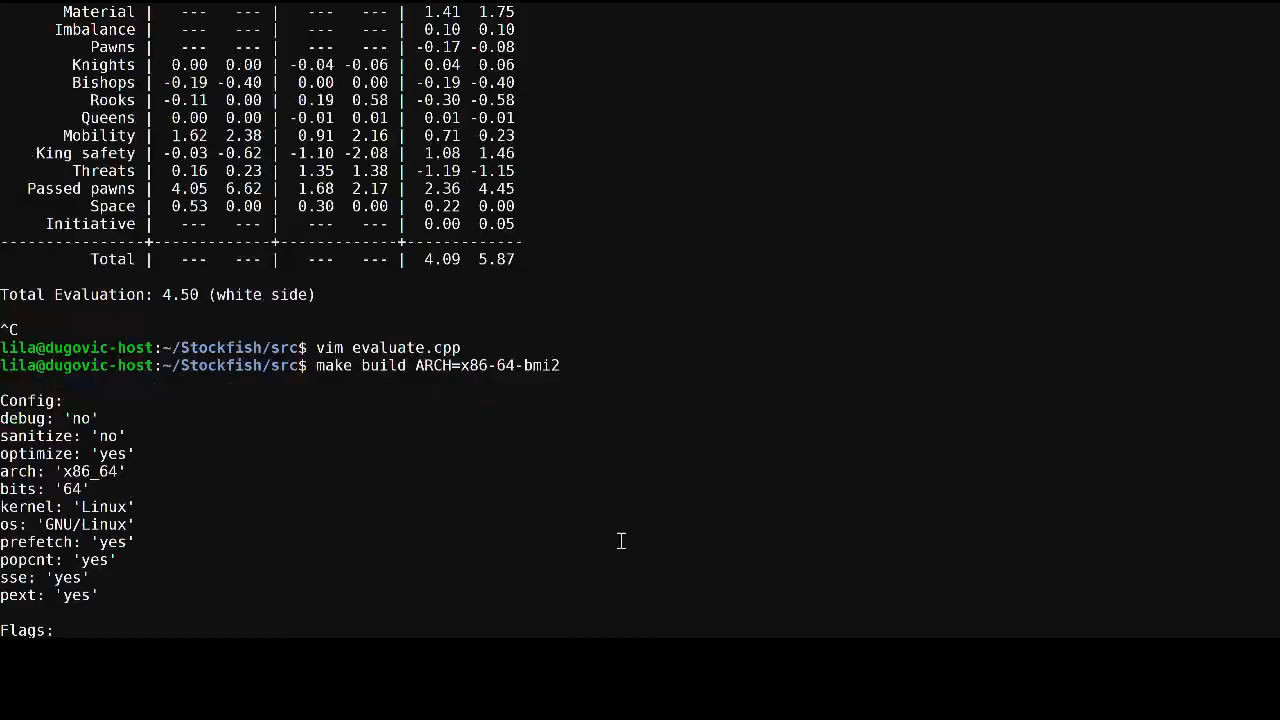 Material |   ---   --- |   ---   --- |  1.41  1.75
Imbalance |   ---   --- |   ---   --- |  0.10  0.10
Pawns |   ---   --- |   ---   --- | -0.17 -0.08
Knights |  0.00  0.00 | -0.04 -0.06 |  0.04  0.06
Bishops | -0.19 -0.40 |  0.00  0.00 | -0.19 -0.40
Rooks | -0.11  0.00 |  0.19  0.58 | -0.30 -0.58
Queens |  0.00  0.00 | -0.01  0.01 |  0.01 -0.01
Mobility |  1.62  2.38 |  0.91  2.16 |  0.71  0.23
King safety | -0.03 -0.62 | -1.10 -2.08 |  1.08  1.46
Threats |  0.16  0.23 |  1.35  1.38 | -1.19 -1.15
Passed pawns |  4.05  6.62 |  1.68  2.17 |  2.36  4.45
Space |  0.53  0.00 |  0.30  0.00 |  0.22  0.00
Initiative |   ---   --- |   ---   --- |  0.00  0.05
----------------+-------------+-------------+-------------
Total |   ---   --- |   ---   --- |  4.09  5.87
Total Evaluation: 4.50 (white side)
^C
lila@dugovic-host:~/Stockfish/src$ vim evaluate.cpp
lila@dugovic-host:~/Stockfish/src$ make build ARCH=x86-64-bmi2
Config:
debug: 'no'
sanitize: 'no'
optimize: 'yes'
arch: 'x86_64'
bits: '64'
kernel: 'Linux'
os: 'GNU/Linux'
prefetch: 'yes'
popcnt: 'yes'
sse: 'yes'
pext: 'yes'
Flags: